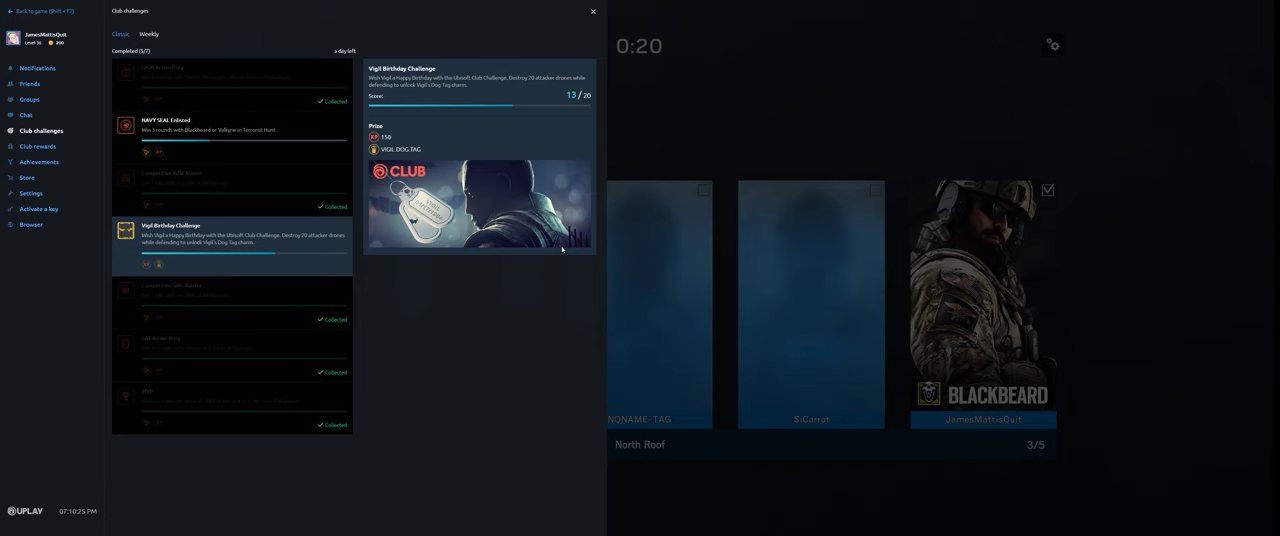 Back to game (Shift + F2)
JamesMattisQuit
Level 36 200
Notifications
Friends
Groups
Chat
Club challenges
Club rewards
Achievements
Store
Settings
Activate a key
Browser
UPLAY 07:10:25 PM
Club challenges
Classic Weekly
Completed (5/7) a day left
Collected
NAVY SEAL Enlisted
Win 3 rounds with Blackbeard or Valkyrie in Terrorist Hunt
Collected
Vigil Birthday Challenge
Wish Vigil a Happy Birthday with the Ubisoft Club Challenge. Destroy 20 attacker drones
while defending to unlock Vigil's Dog Tag charm.
Collected
Collected
Collected
Vigil Birthday Challenge
Wish Vigil a Happy Birthday with the Ubisoft Club Challenge. Destroy 20 attacker drones while
defending to unlock Vigil's Dog Tag charm.
Score: 13 / 20
Prize
XP 150
VIGIL DOG TAG
CLUB
VIGIL
0:20
BLACKBEARD
NONAME-TAG
SiCarrot
JamesMattisQuit
North Roof 3/5